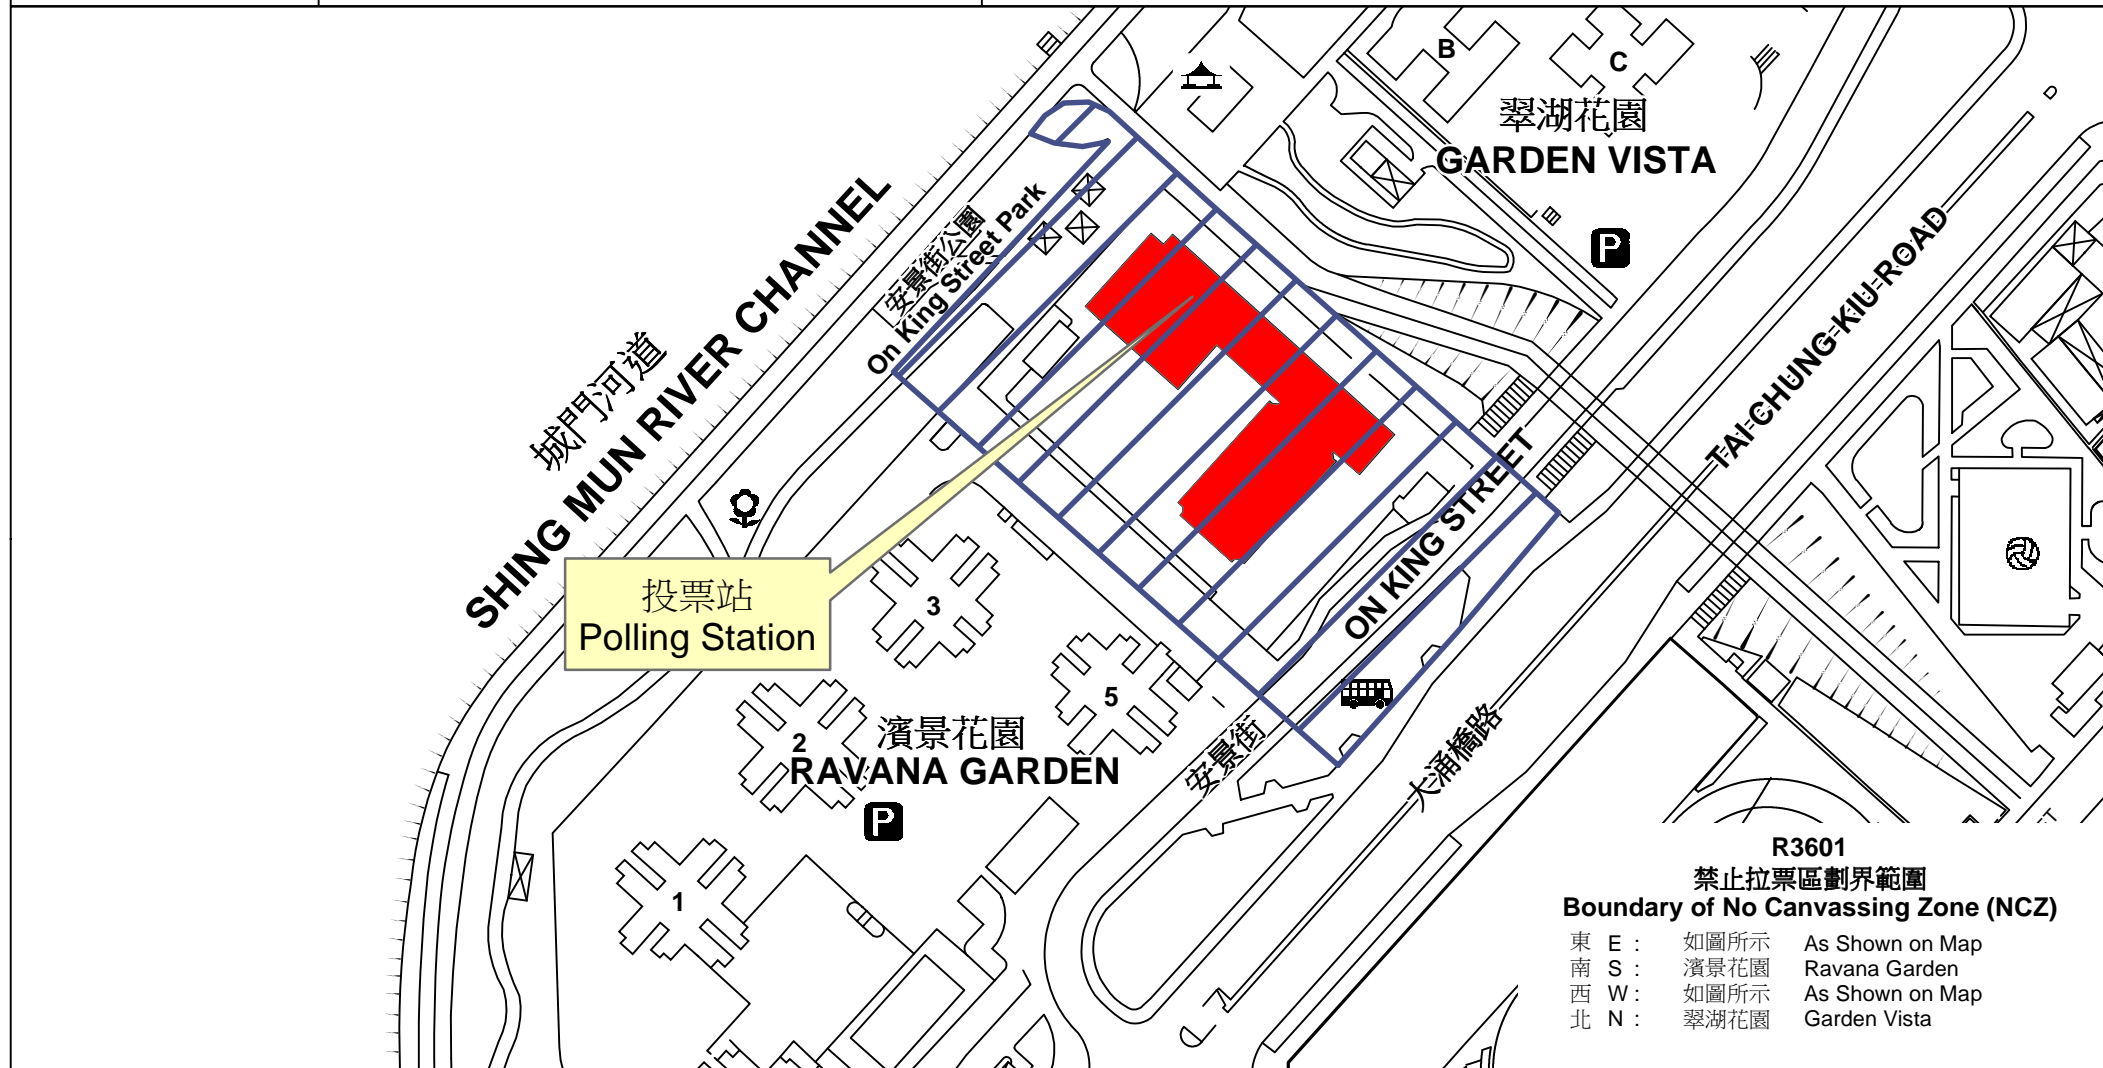 B
C
翠湖花園
GARDEN VISTA
P
安景街公園
On King Street Park
城門河道
SHING MUN RIVER CHANNEL
TAI CHUNG KIU ROAD
ON KING STREET
投票站
Polling Station
3
5
2
濱景花園
RAVANA GARDEN
安景街
大涌橋路
P
1
R3601
禁止拉票區劃界範圍
Boundary of No Canvassing Zone (NCZ)
東 E : 如圖所示 As Shown on Map
南 S : 濱景花園 Ravana Garden
西 W : 如圖所示 As Shown on Map
北 N : 翠湖花園 Garden Vista